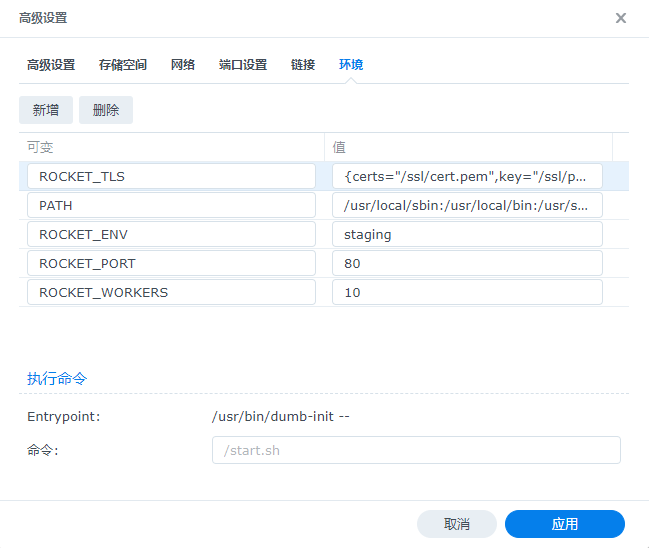 高级设置
高级设置 存储空间 网络 端口设置 链接 环境
新增 删除
可变 值
ROCKET_TLS {certs="/ssl/cert.pem",key="/ssl/p...
PATH /usr/local/sbin:/usr/local/bin:/usr/s...
ROCKET_ENV staging
ROCKET_PORT 80
ROCKET_WORKERS 10
执行命令
Entrypoint: /usr/bin/dumb-init --
命令: /start.sh
取消 应用